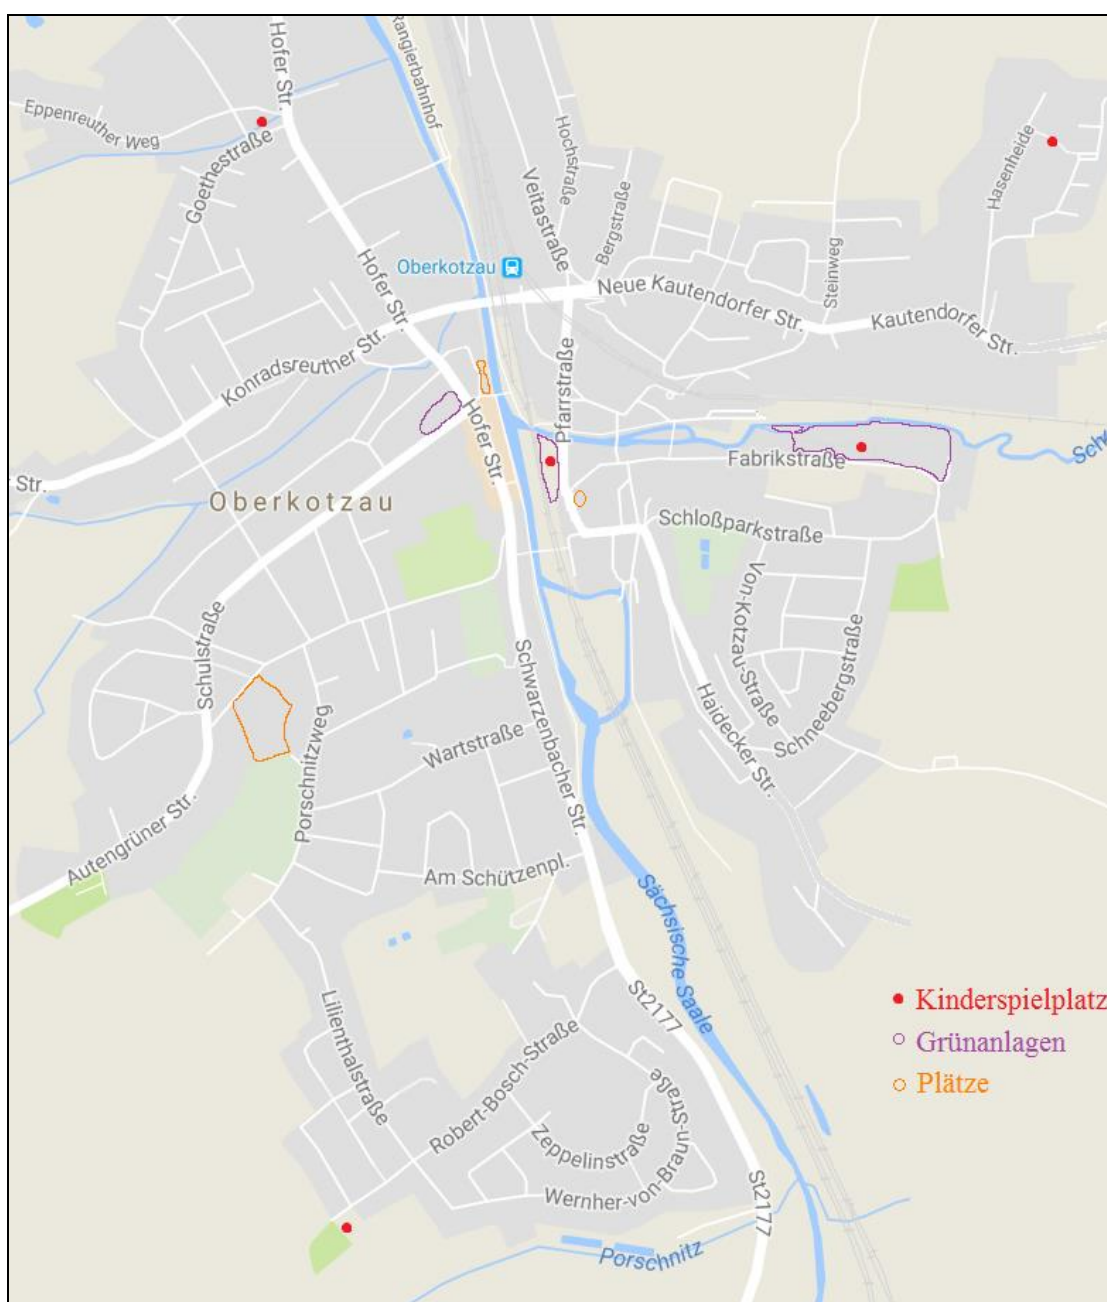 Hofer Str.
Rangierbahnhof
Eppenreuther Weg
Goethestraße
Hochstraße
Veitastraße
Bergstraße
Hasenheide
Hofer Str.
Oberkotzau
Steinweg
Neue Kautendorfer Str.
Kautendorfer Str.
Konradsreuther Str.
Pfarrstraße
Hofer Str.
Fabrikstraße
Str.
Oberkotzau
Schloßparkstraße
Von-Kotzau-Straße
Schulstraße
Schwarzenbacher Str.
Haidecker Str.
Schneebergstraße
Porschnitzweg
Wartstraße
Autengrüner Str.
Am Schützenpl.
Sächsische Saale
Lilienthalstraße
St2177
Kinderspielplatz
Grünanlagen
Plätze
Robert-Bosch-Straße
Zeppelinstraße
Wernher-von-Braun-Straße
St2177
Porschnitz